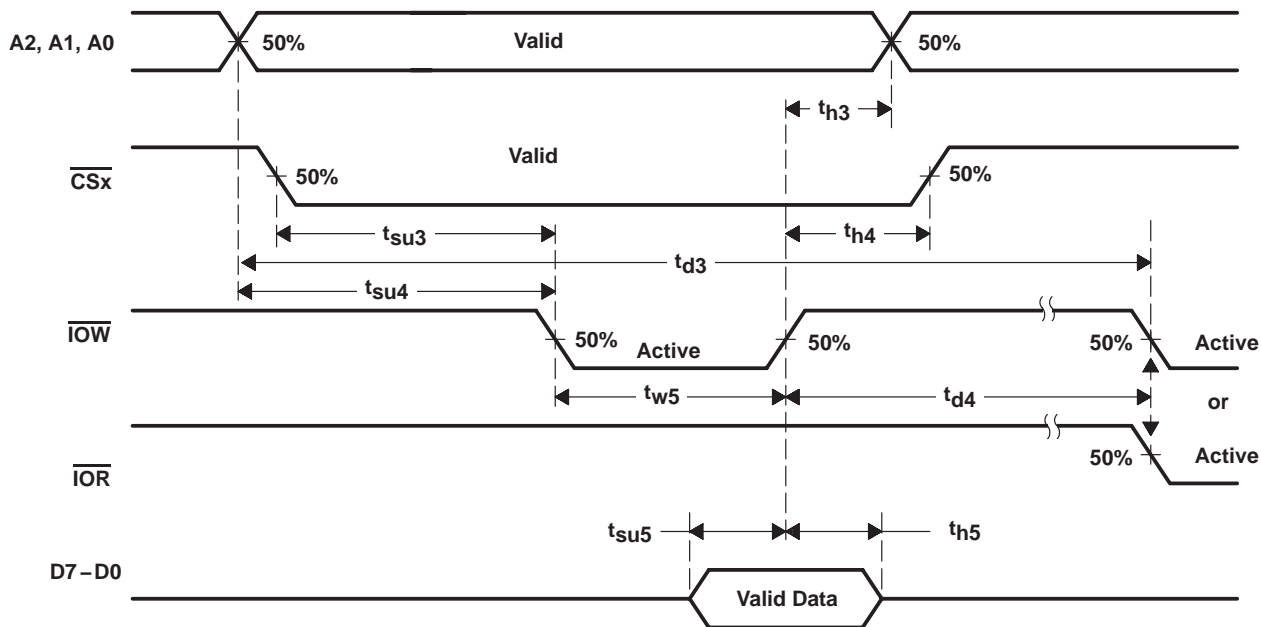 A2, A1, A0
50%
Valid
50%
th3
CSx
50%
Valid
50%
tsu3
th4
td3
tsu4
IOW
50%
Active
50%
50%
Active
tw5
td4
or
IOR
50%
Active
tsu5
th5
D7–D0
Valid Data